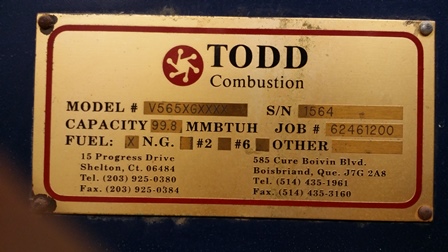 TODD
Combustion
MODEL # V565XGXXXX S/N 1564
CAPACITY 99.8 MMBTUH JOB # 62461200
FUEL: X N.G. #2 #6 OTHER
15 Progress Drive
Shelton, Ct. 06484
Tel. (203) 925-0380
Fax. (203) 925-0384
585 Cure Boivin Blvd.
Boisbriand, Que. J7G 2A8
Tel. (514) 435-1961
Fax. (514) 435-3160